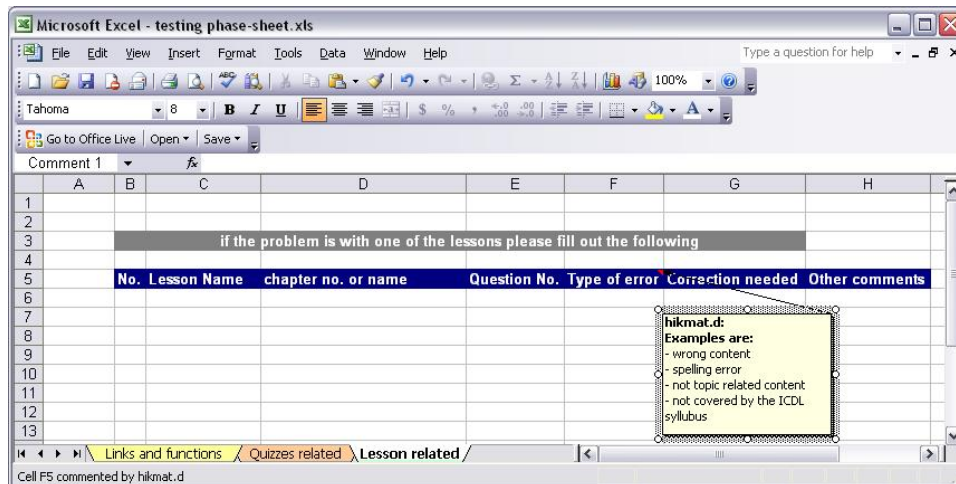 Microsoft Excel - testing phase-sheet.xls
File Edit View Insert Format Tools Data Window Help Type a question for help
ABC Σ A Z Z A 100%
Tahoma 8 B I U $ % , .0 .00 .00 .0 A
Go to Office Live Open Save
Comment 1 fx
A B C D E F G H
1
2
3 if the problem is with one of the lessons please fill out the following
4
5 No. Lesson Name chapter no. or name Question No. Type of error Correction needed Other comments
6
7 hikmat.d:
8 Examples are:
9 - wrong content
10 - spelling error
11 - not topic related content
12 - not covered by the ICDL
syllubus
13
Links and functions Quizzes related Lesson related
Cell F5 commented by hikmat.d